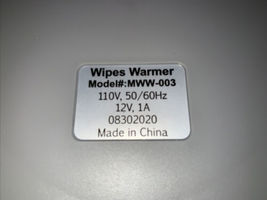 Wipes Warmer
Model#:MWW-003
110V, 50/60Hz
12V, 1A
08302020
Made in China